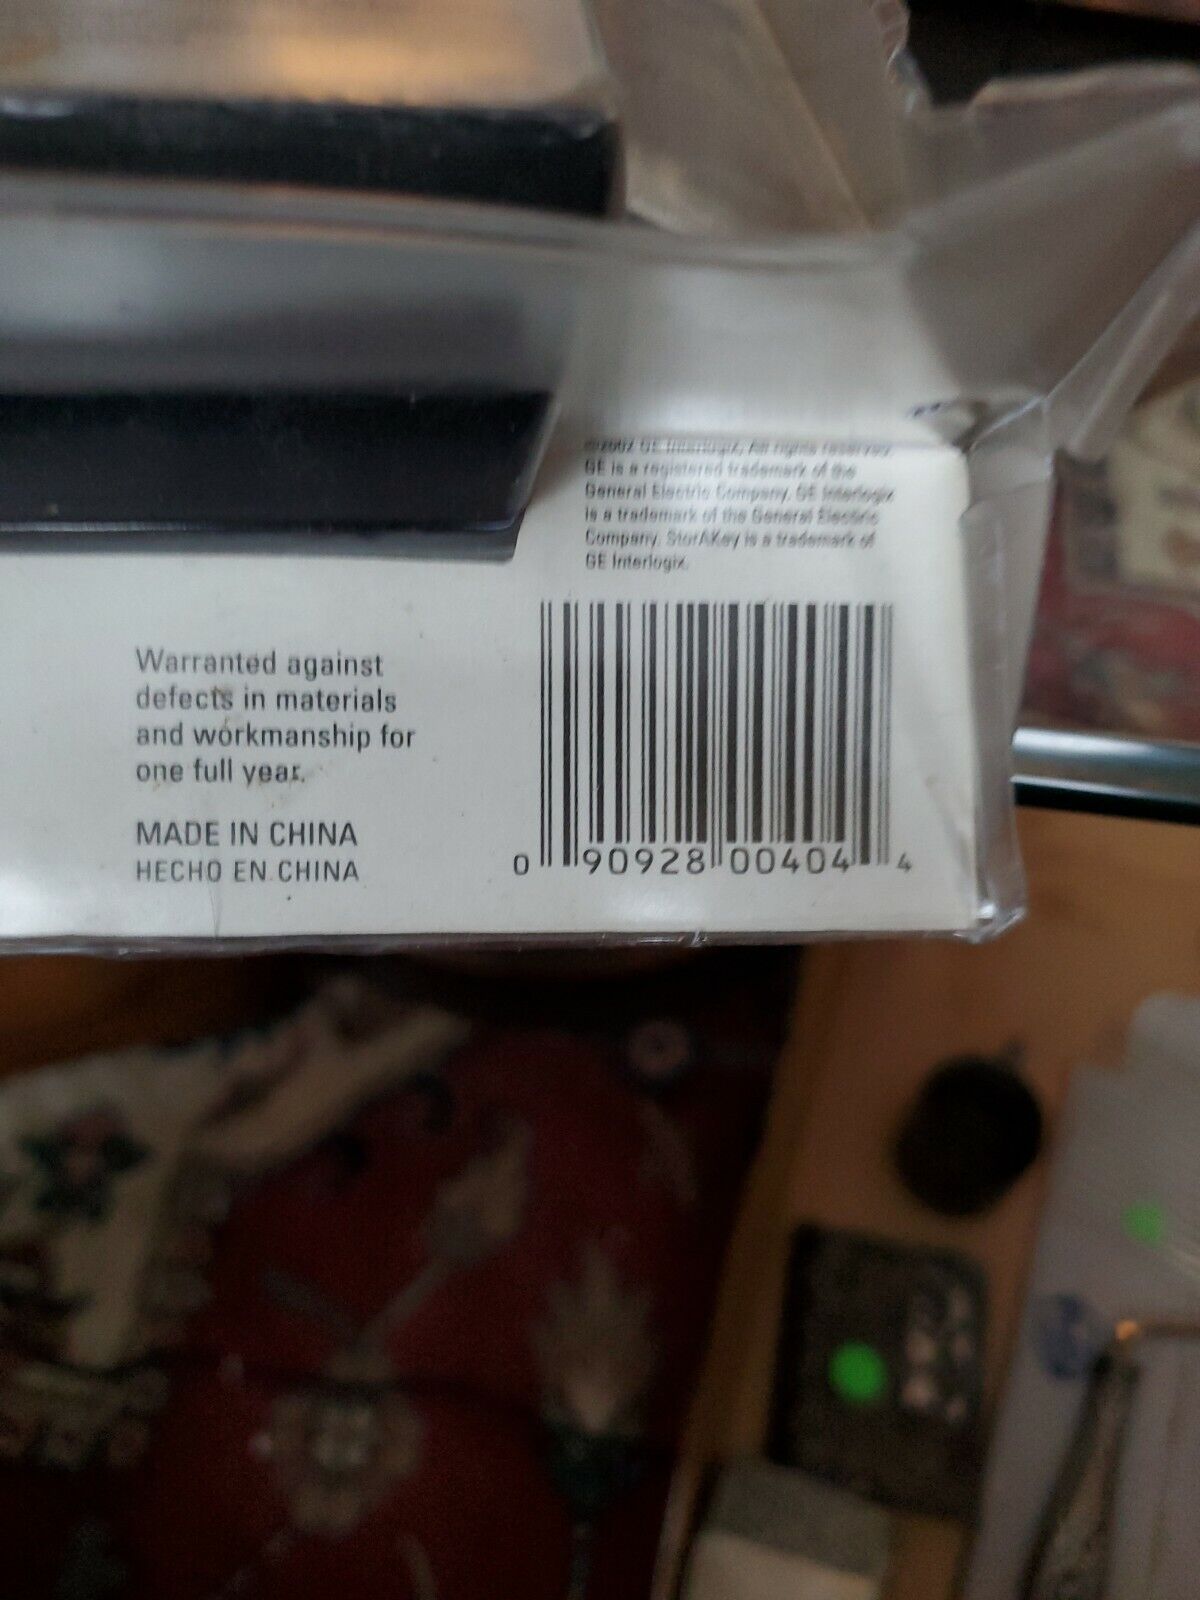 ©2002 GE Interlogix, All rights reserved.
GE is a registered trademark of the
General Electric Company. GE Interlogix
is a trademark of the General Electric
Company. StorAKey is a trademark of
GE Interlogix.
Warranted against
defects in materials
and workmanship for
one full year.
MADE IN CHINA
HECHO EN CHINA
0 90928 00404 4